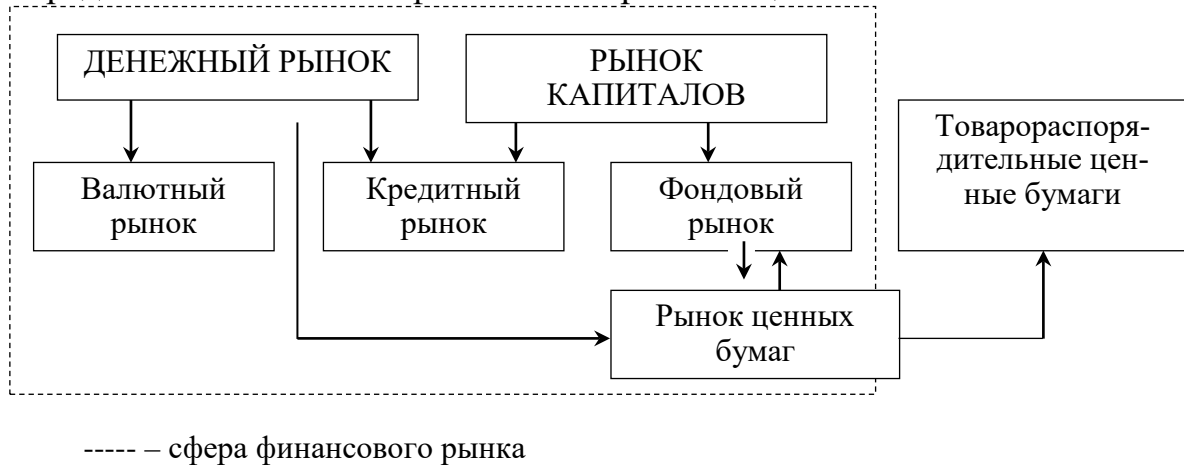 ДЕНЕЖНЫЙ РЫНОК
РЫНОК
КАПИТАЛОВ
Товарораспоря-
дительные цен-
ные бумаги
Валютный
рынок
Кредитный
рынок
Фондовый
рынок
Рынок ценных
бумаг
----- – сфера финансового рынка